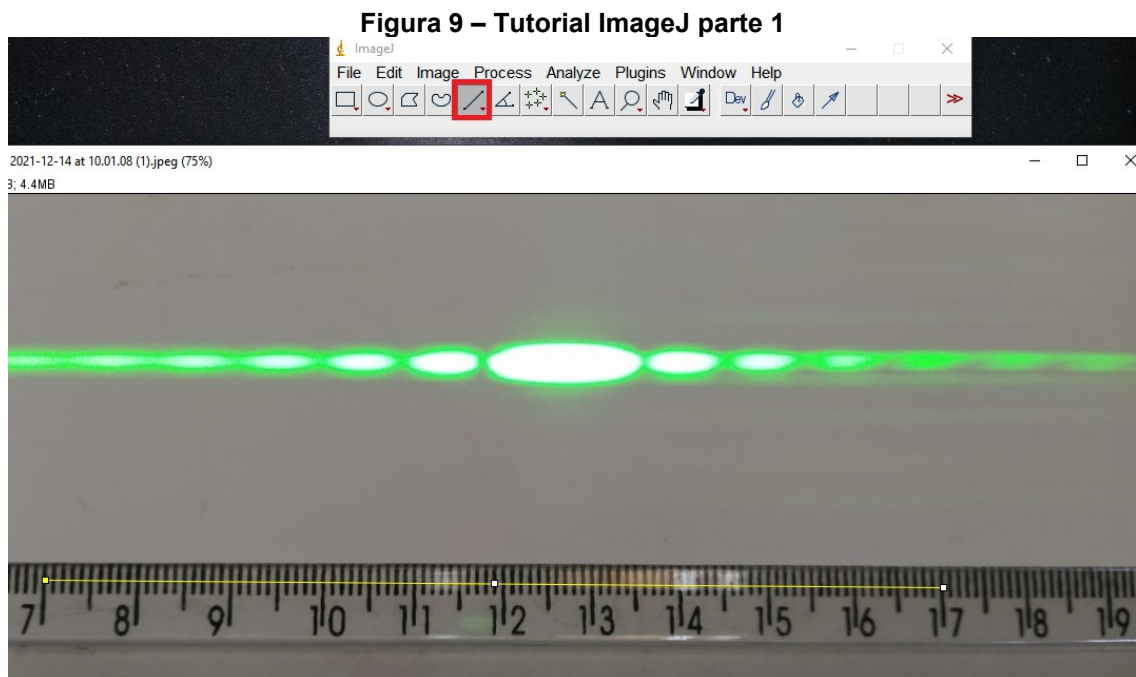 Figura 9 – Tutorial ImageJ parte 1
ImageJ
File Edit Image Process Analyze Plugins Window Help
A Dev
2021-12-14 at 10.01.08 (1).jpeg (75%)
B; 4.4MB
7 8 9 10 11 12 13 14 15 16 17 18 19